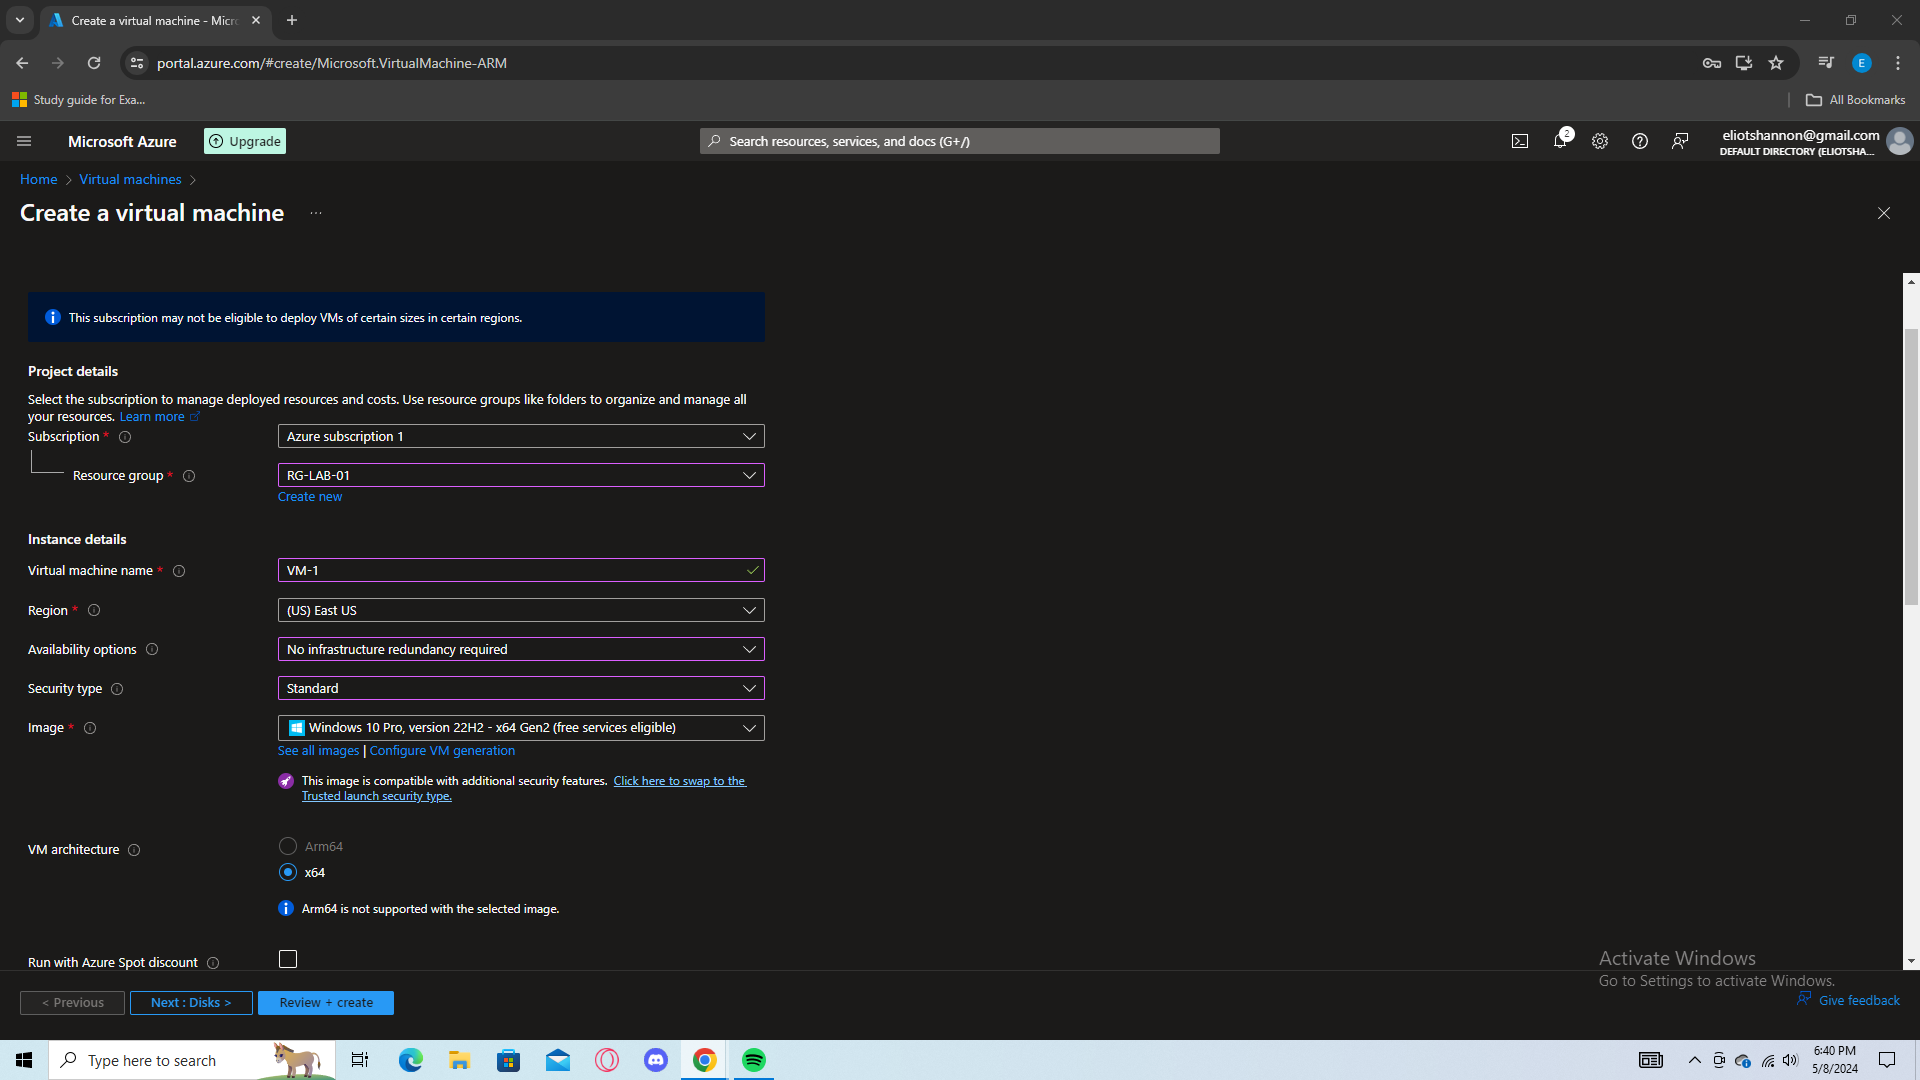 Create a virtual machine - Micr
portal.azure.com/#create/Microsoft.VirtualMachine-ARM
E
Study guide for Exa...
All Bookmarks
Microsoft Azure
Upgrade
Search resources, services, and docs (G+/)
2
eliotshannon@gmail.com
DEFAULT DIRECTORY (ELIOTSHA...
Home > Virtual machines >
Create a virtual machine ...
This subscription may not be eligible to deploy VMs of certain sizes in certain regions.
Project details
Select the subscription to manage deployed resources and costs. Use resource groups like folders to organize and manage all
your resources. Learn more
Subscription *
Azure subscription 1
Resource group *
RG-LAB-01
Create new
Instance details
Virtual machine name *
VM-1
Region *
(US) East US
Availability options
No infrastructure redundancy required
Security type
Standard
Image *
Windows 10 Pro, version 22H2 - x64 Gen2 (free services eligible)
See all images | Configure VM generation
This image is compatible with additional security features. Click here to swap to the
Trusted launch security type.
VM architecture
Arm64
x64
Arm64 is not supported with the selected image.
Run with Azure Spot discount
Activate Windows
Go to Settings to activate Windows.
< Previous
Next : Disks >
Review + create
Give feedback
Type here to search
6:40 PM
5/8/2024